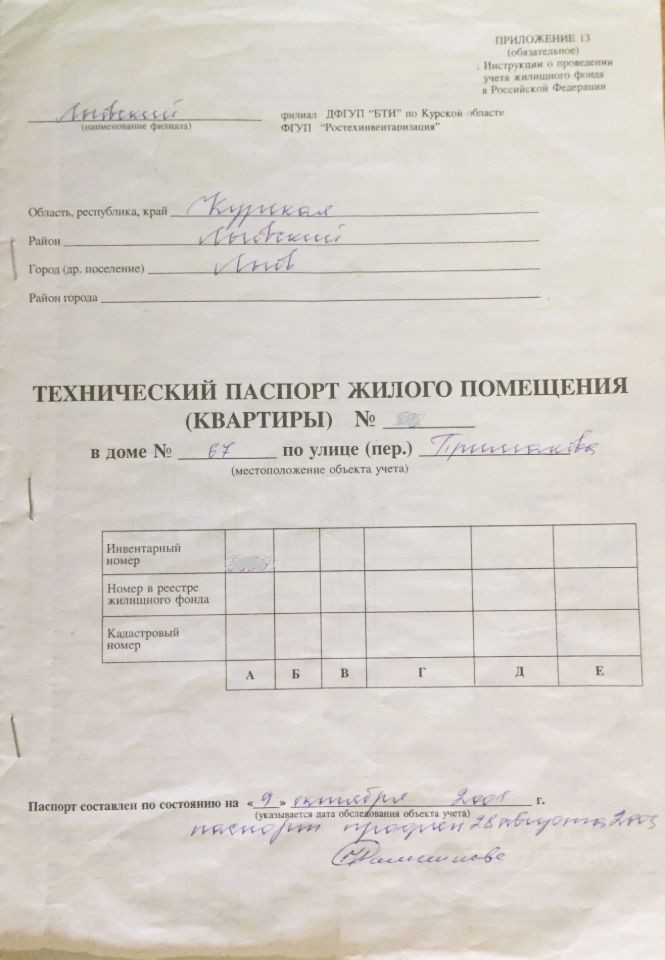 ПРИЛОЖЕНИЕ 13
(обязательное)
Инструкции о проведении
учета жилищного фонда
в Российской Федерации
Льговский филиал ДФГУП "БТИ" по Курской области
(наименование филиала) ФГУП "Ростехинвентаризация"
Область, республика, край Курская
Район Льговский
Город (др. поселение) Льгов
Район города
ТЕХНИЧЕСКИЙ ПАСПОРТ ЖИЛОГО ПОМЕЩЕНИЯ
(КВАРТИРЫ) №
в доме № 67 по улице (пер.) Примакова
(местоположение объекта учета)
Инвентарный
номер
Номер в реестре
жилищного фонда
Кадастровый
номер
А Б В Г Д Е
Паспорт составлен по состоянию на «9» октября 2001 г.
(указывается дата обследования объекта учета)
паспорт продлен 28 августа 2003